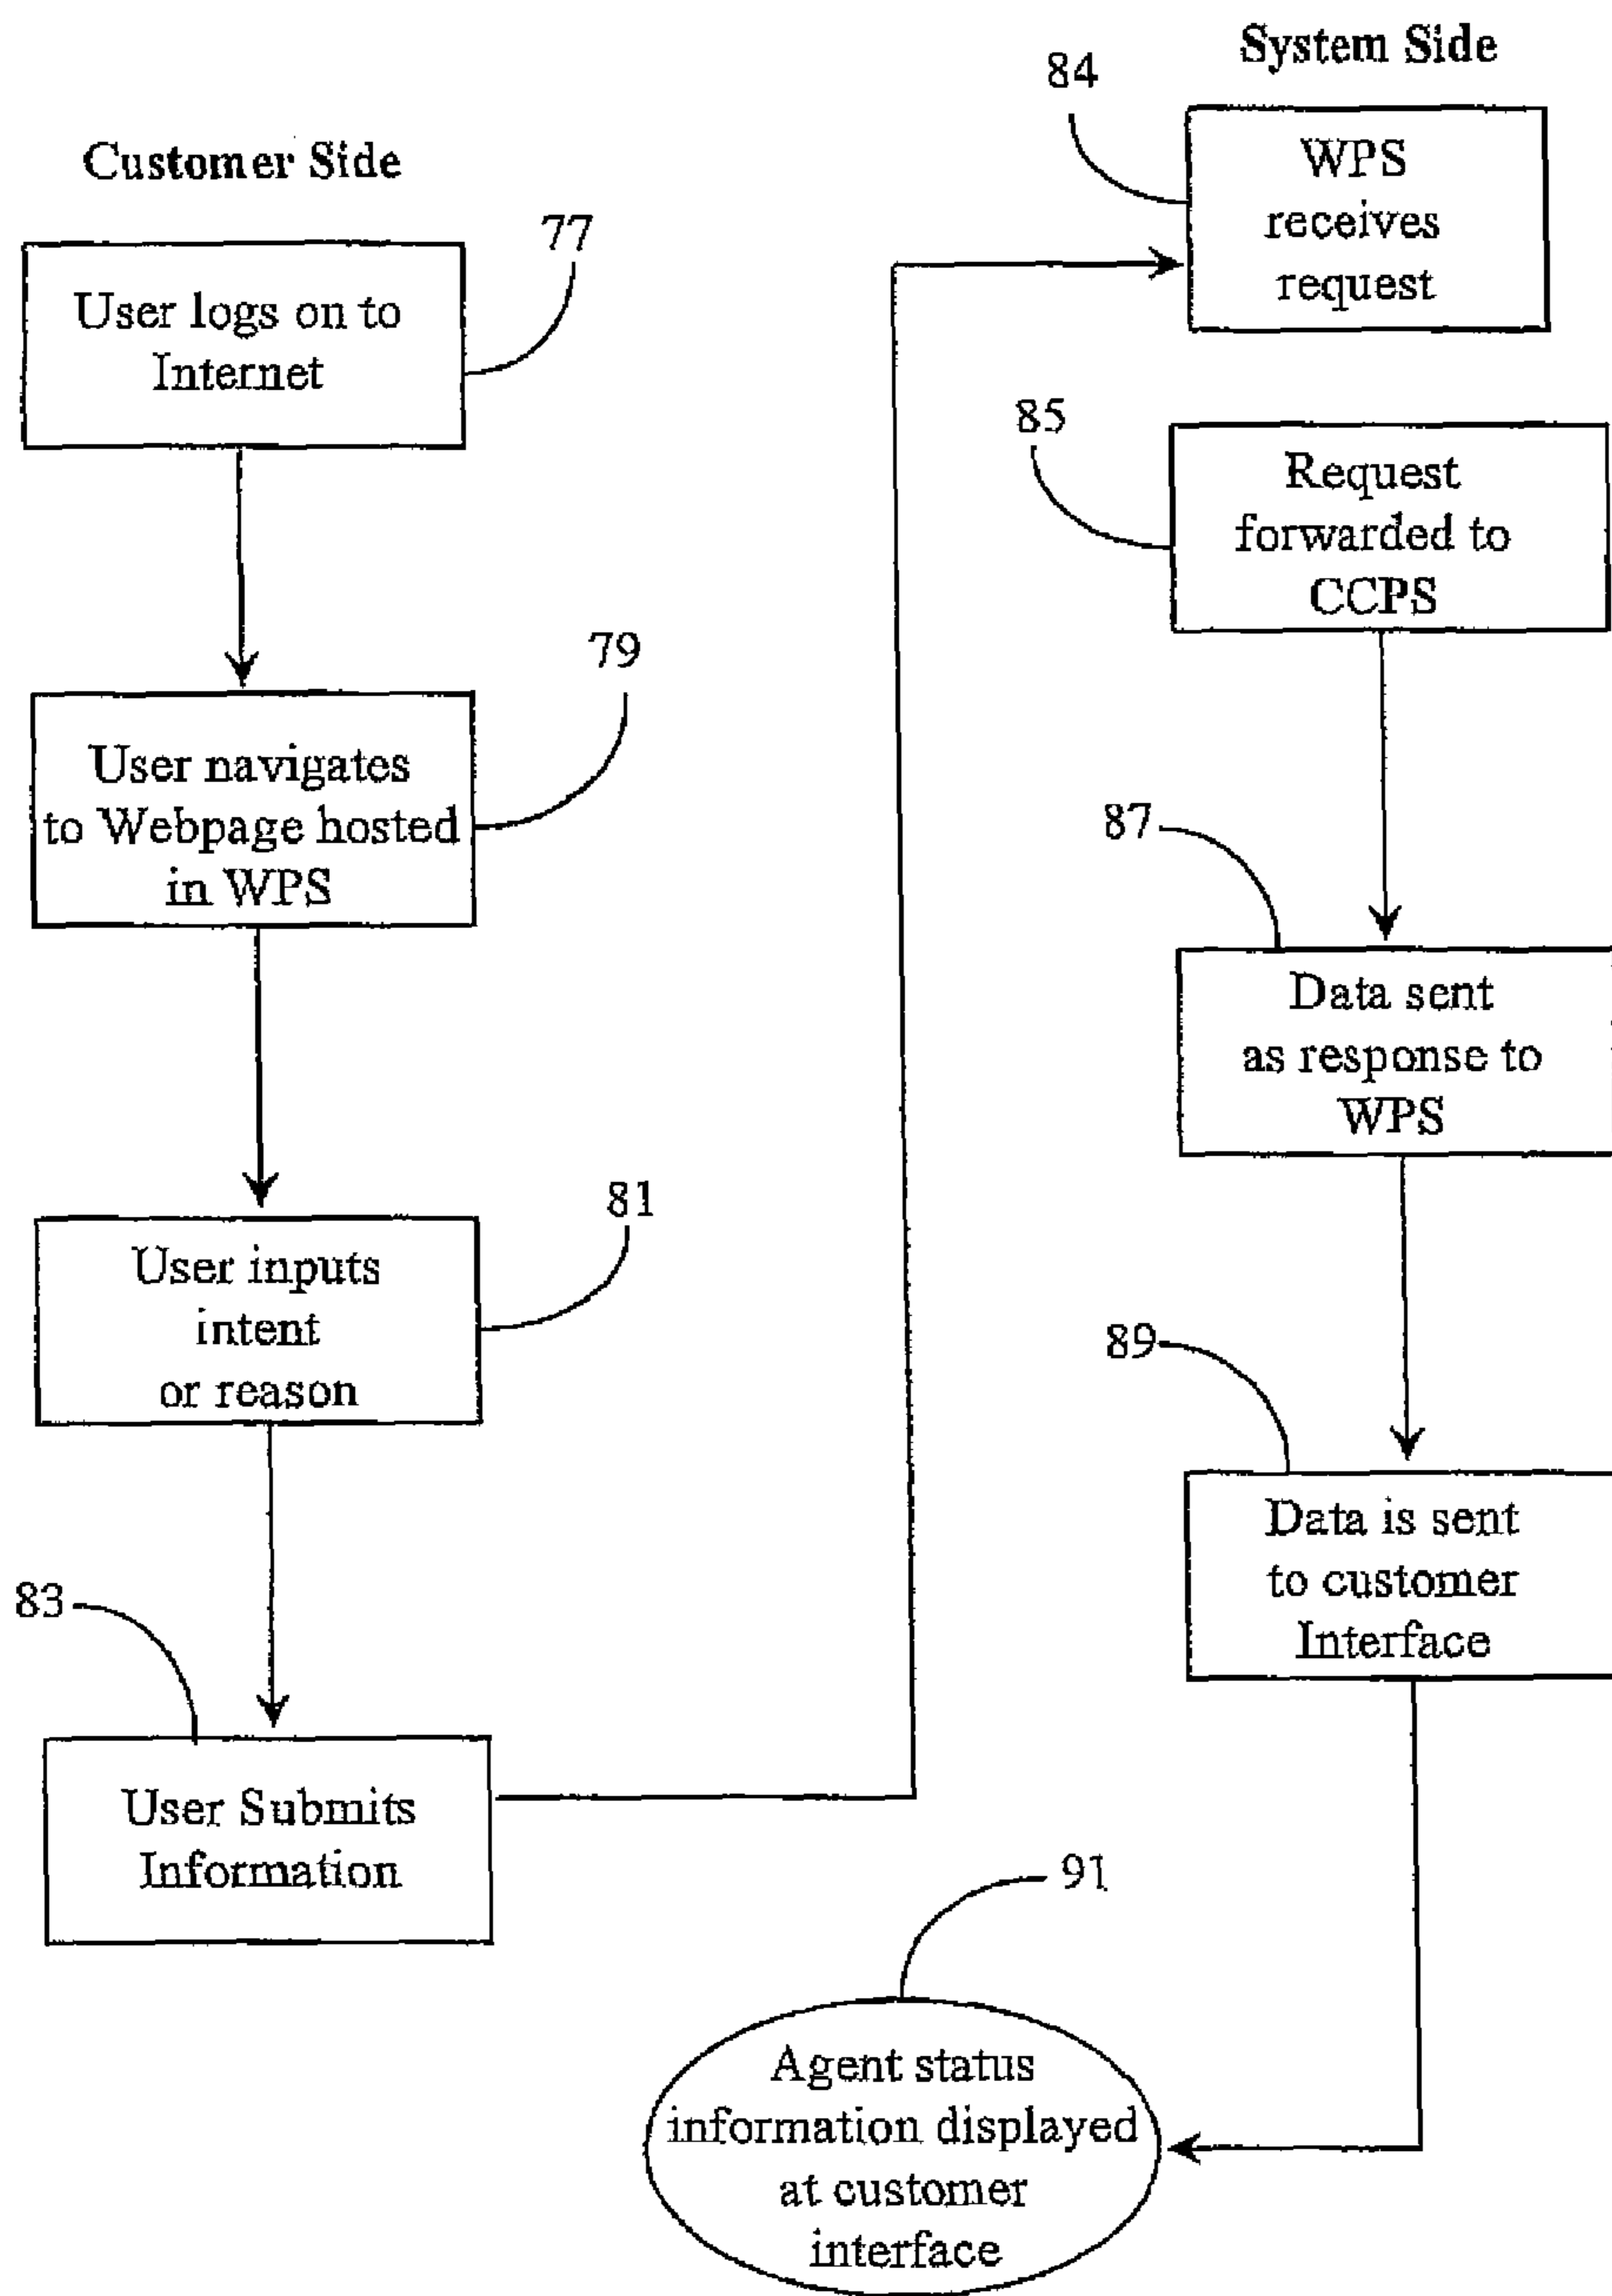 Customer Side
77
User logs on to
Internet
79
User navigates
to Webpage hosted
in WPS
81
User inputs
intent
or reason
83
User Submits
Information
System Side
84
WPS
receives
request
85
Request
forwarded to
CCPS
87
Data sent
as response to
WPS
89
Data is sent
to customer
Interface
91
Agent status
information displayed
at customer
interface